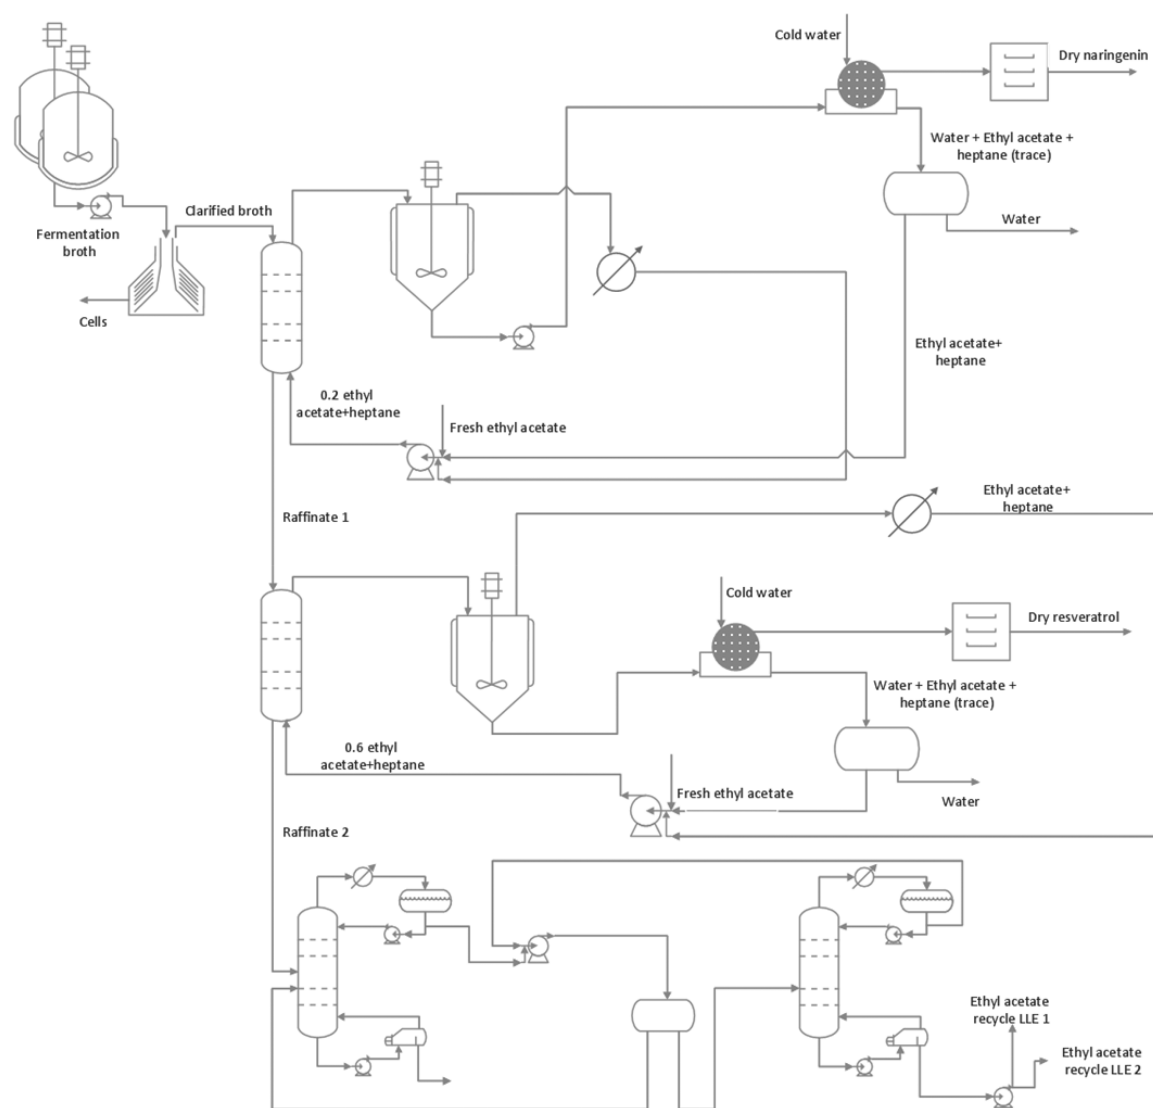 Cold water
Dry naringenin
Water + Ethyl acetate +
heptane (trace)
Clarified broth
Water
Fermentation
broth
Cells
Ethyl acetate+
heptane
0.2 ethyl
acetate+heptane
Fresh ethyl acetate
Ethyl acetate+
heptane
Raffinate 1
Cold water
Dry resveratrol
Water + Ethyl acetate +
heptane (trace)
0.6 ethyl
acetate+heptane
Fresh ethyl acetate
Water
Raffinate 2
Ethyl acetate
recycle LLE 1
Ethyl acetate
recycle LLE 2